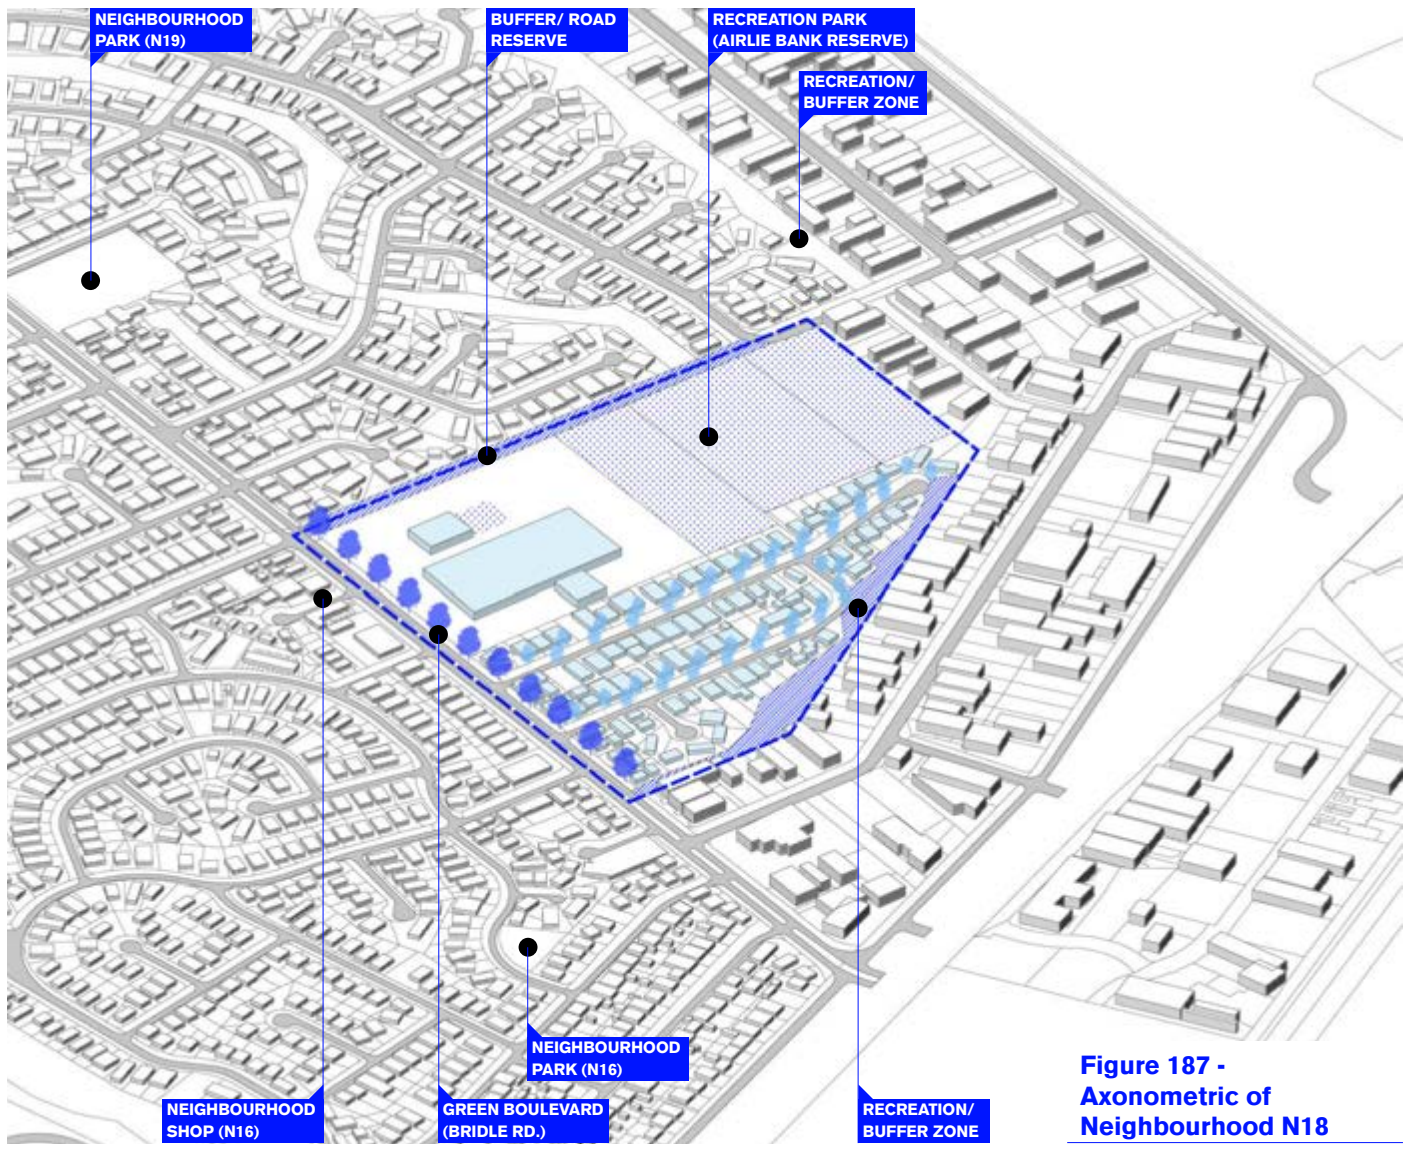 NEIGHBOURHOOD
PARK (N19)
BUFFER/ ROAD
RESERVE
RECREATION PARK
(AIRLIE BANK RESERVE)
RECREATION/
BUFFER ZONE
NEIGHBOURHOOD
PARK (N16)
NEIGHBOURHOOD
SHOP (N16)
GREEN BOULEVARD
(BRIDLE RD.)
RECREATION/
BUFFER ZONE
Figure 187 -
Axonometric of
Neighbourhood N18